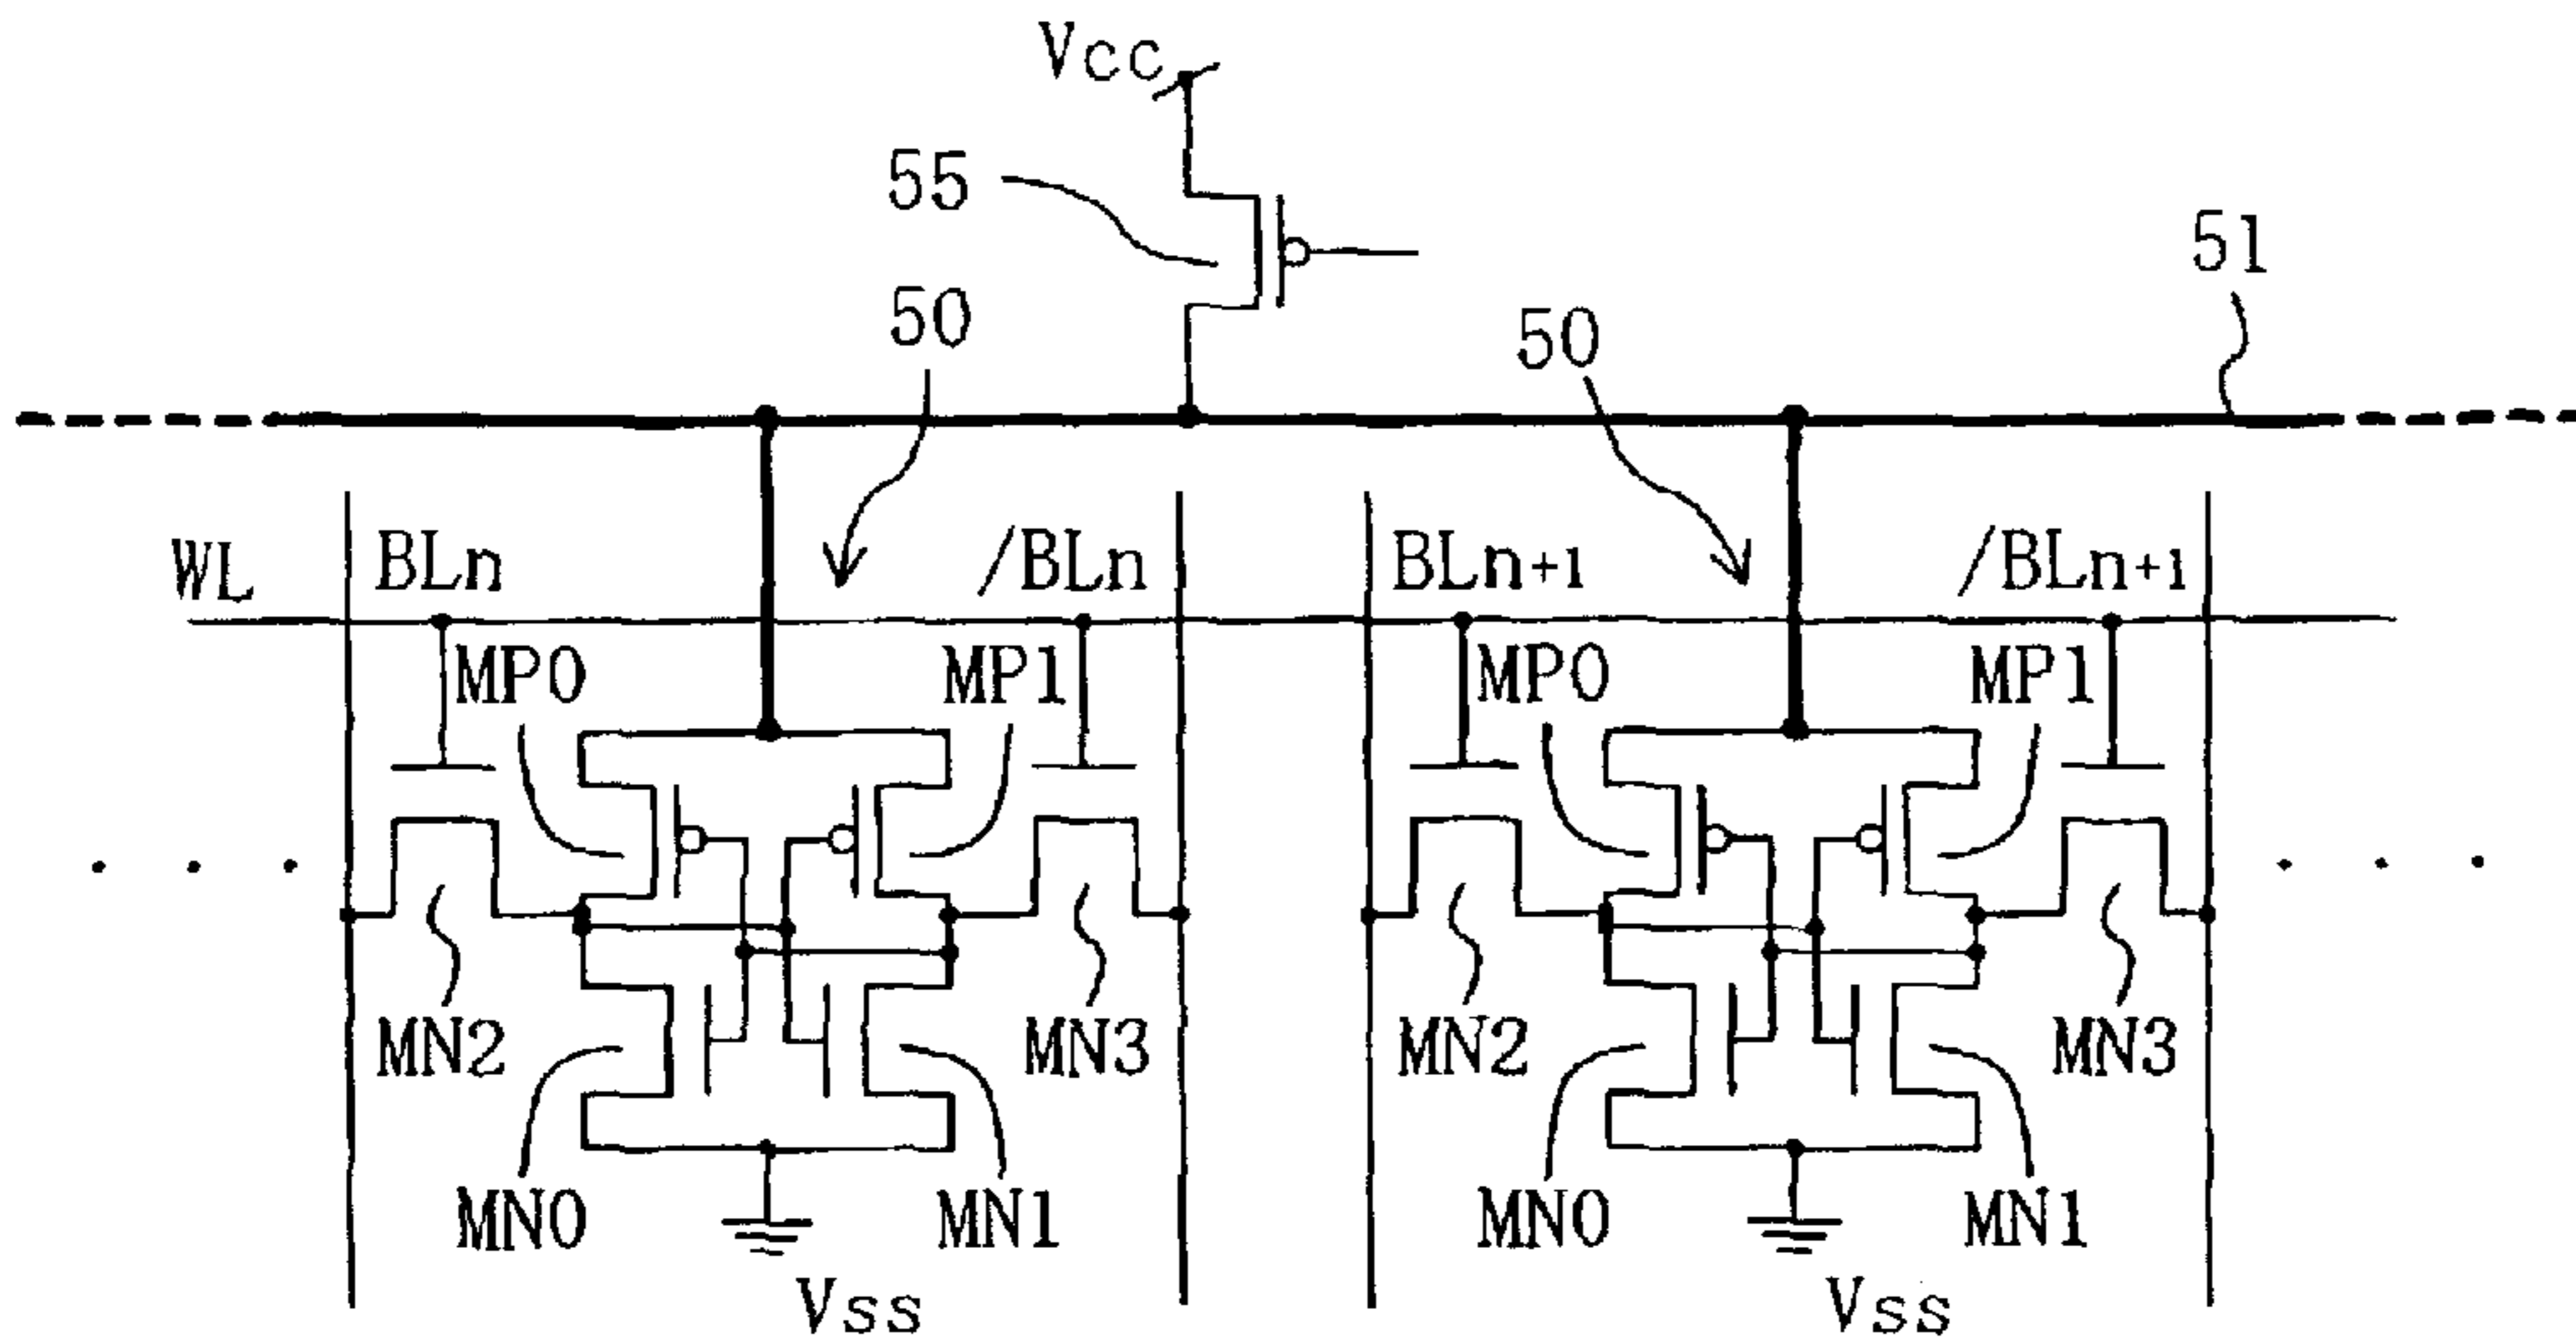 Vcc
55
51
50
50
WL BLn /BLn BLn+1 /BLn+1
MP0 MP1 MP0 MP1
MN2 MN3 MN2 MN3
MN0 MN1 MN0 MN1
Vss Vss